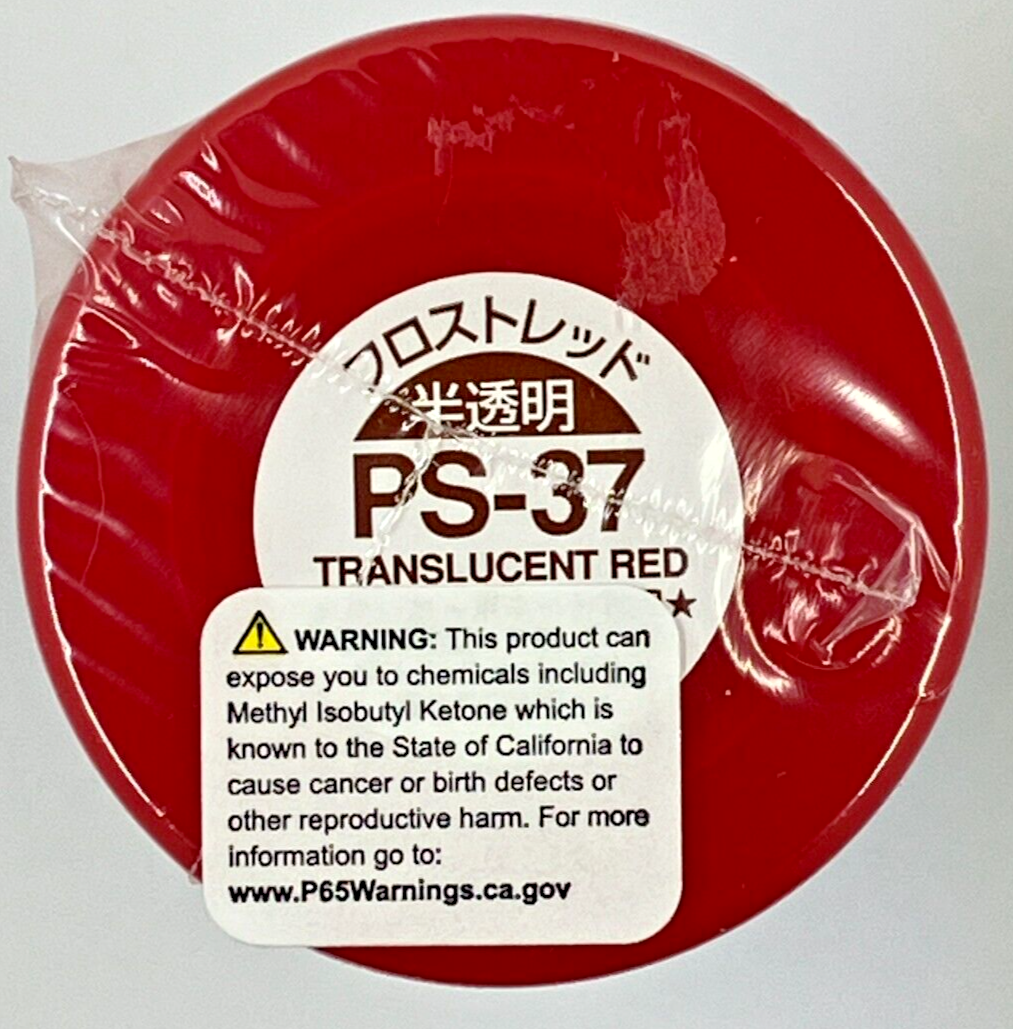 フロストレッド
半透明
PS-37
TRANSLUCENT RED
★
WARNING: This product can
expose you to chemicals including
Methyl Isobutyl Ketone which is
known to the State of California to
cause cancer or birth defects or
other reproductive harm. For more
information go to:
www.P65Warnings.ca.gov